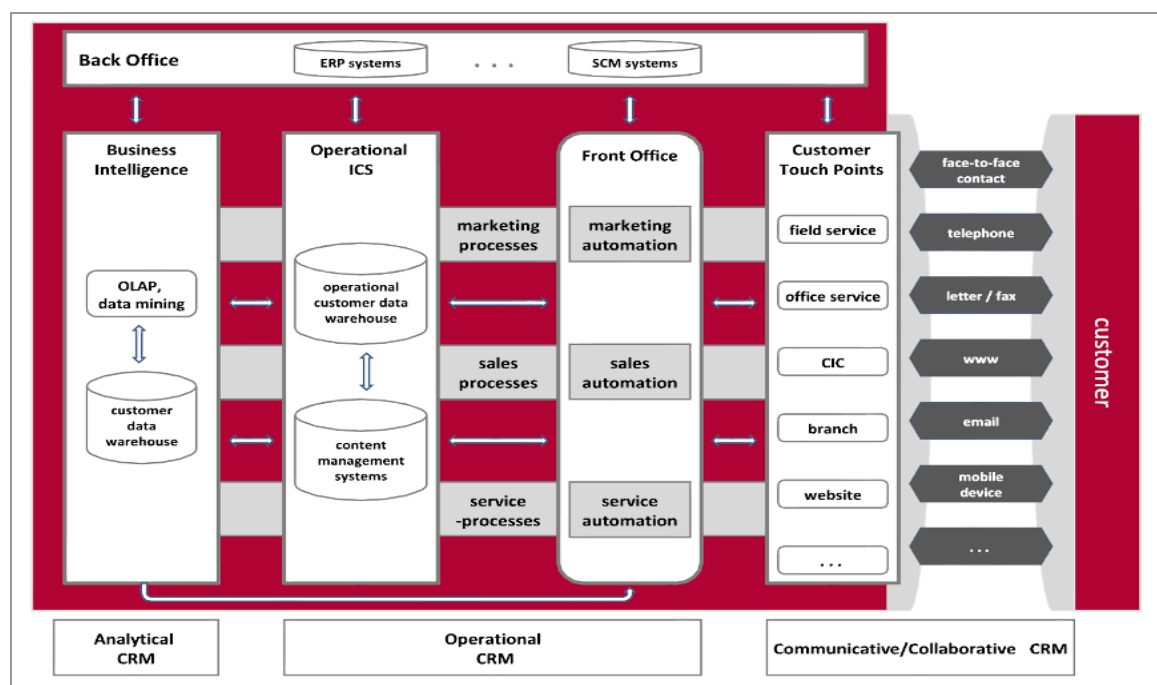 Back Office
ERP systems
. . .
SCM systems
Business
Intelligence
OLAP,
data mining
customer
data
warehouse
Operational
ICS
operational
customer data
warehouse
content
management
systems
marketing
processes
sales
processes
service
-processes
Front Office
marketing
automation
sales
automation
service
automation
Customer
Touch Points
field service
office service
CIC
branch
website
. . .
face-to-face
contact
telephone
letter / fax
www
email
mobile
device
. . .
customer
Analytical
CRM
Operational
CRM
Communicative/Collaborative CRM